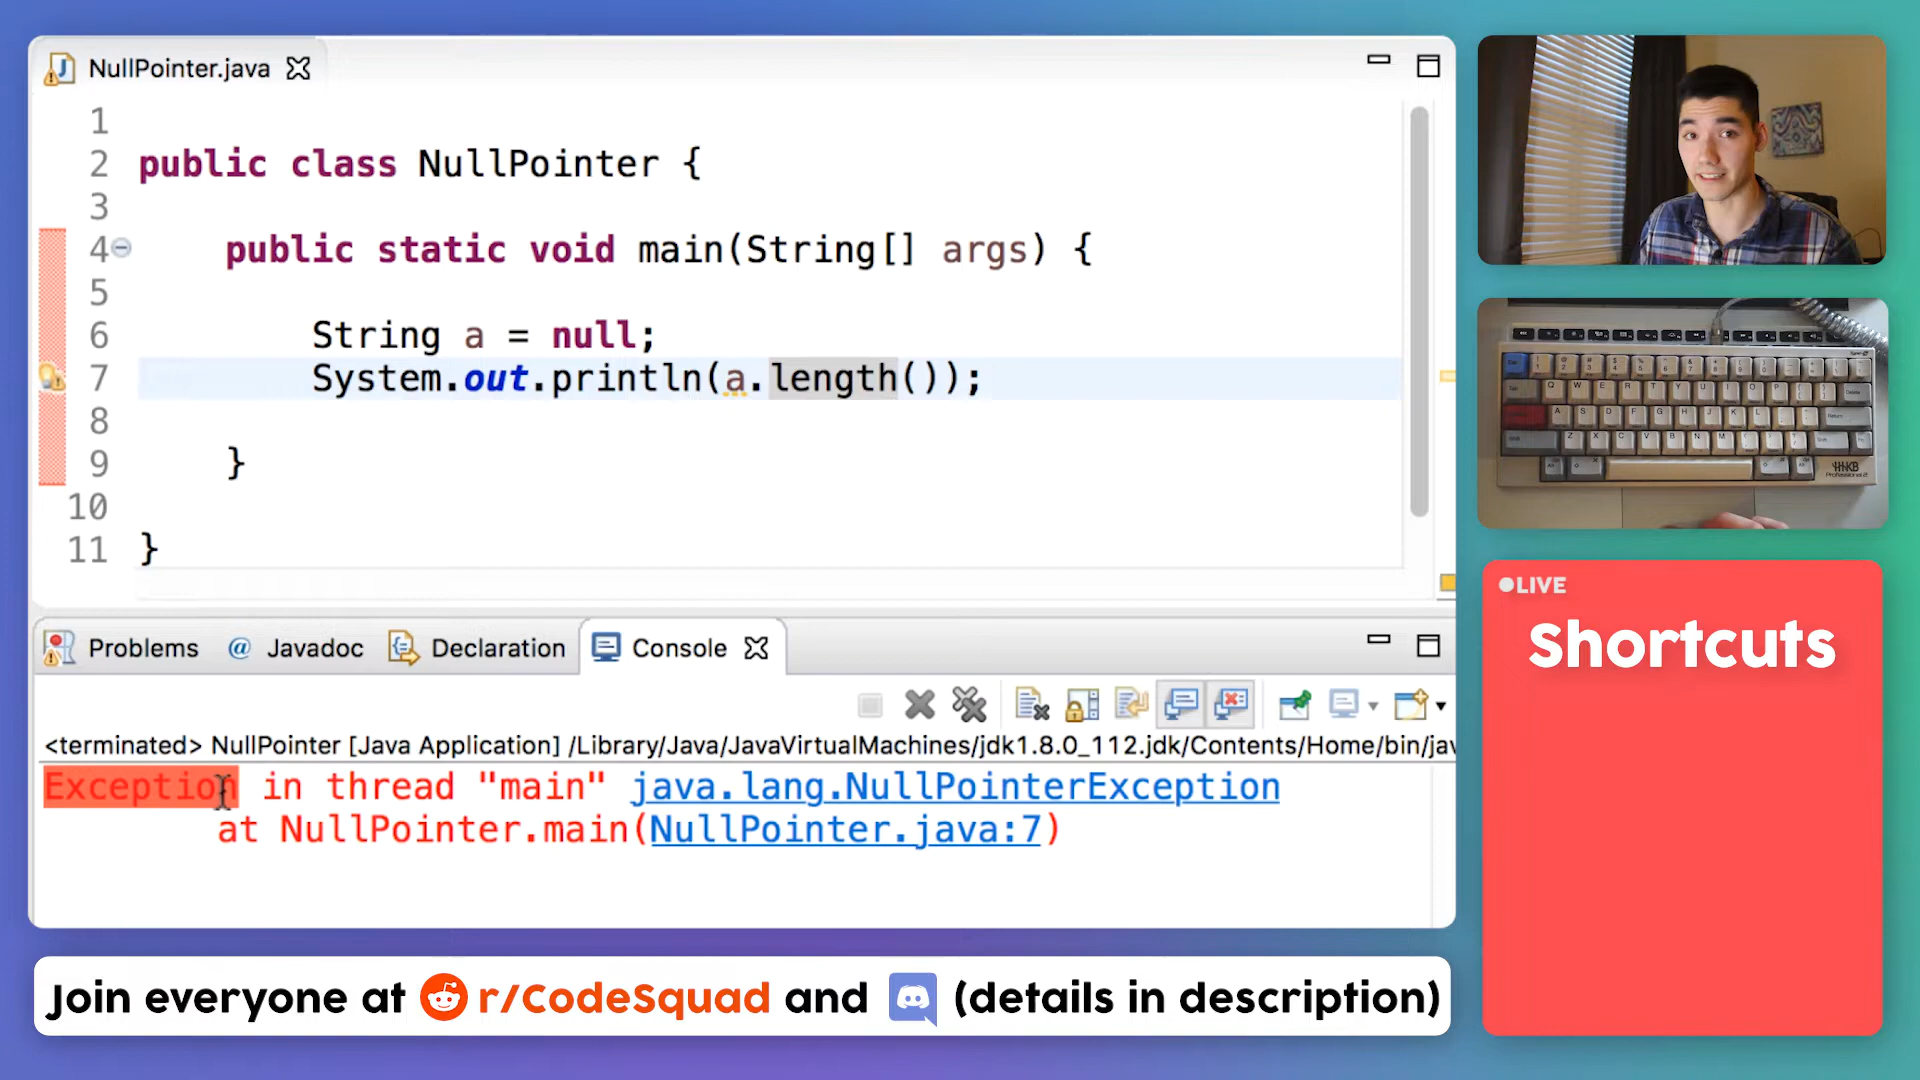 NullPointer.java
1
2 public class NullPointer {
3
4 public static void main(String[] args) {
5
6 String a = null;
7 System.out.println(a.length());
8
9 }
10
11 }
Problems @ Javadoc Declaration Console
<terminated> NullPointer [Java Application] /Library/Java/JavaVirtualMachines/jdk1.8.0_112.jdk/Contents/Home/bin/jav
Exception in thread "main" java.lang.NullPointerException
at NullPointer.main(NullPointer.java:7)
Join everyone at r/CodeSquad and (details in description)
HHKB
Professional 2
LIVE
Shortcuts